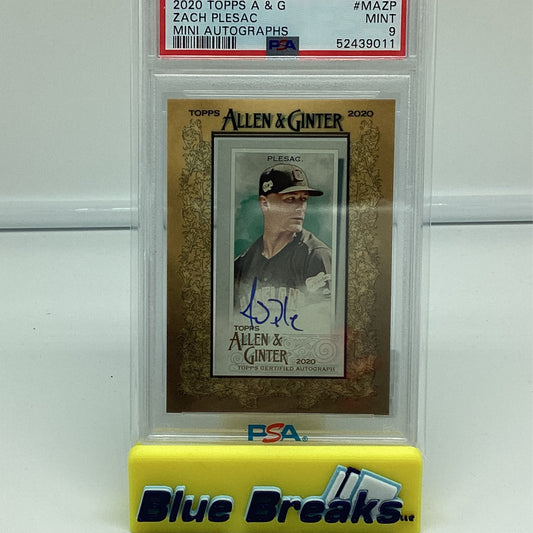 2020 TOPPS A & G #MAZP
ZACH PLESAC MINT
MINI AUTOGRAPHS PSA 9
52439011
TOPPS ALLEN & GINTER 2020
PLESAC
TOPPS
ALLEN &
GINTER 2020
TOPPS CERTIFIED AUTOGRAPH
PSA
Blue Breaks LLC